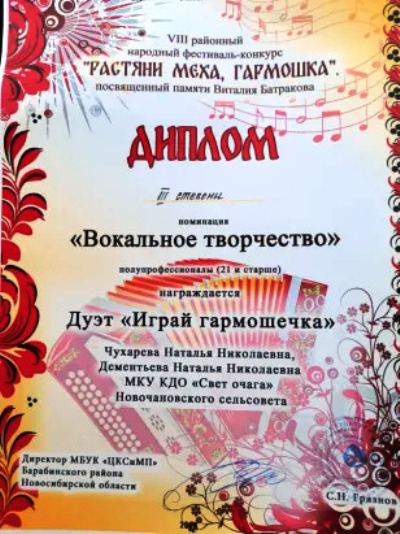 VIII районный
народный фестиваль-конкурс
"РАСТЯНИ МЕХА, ГАРМОШКА".
посвященный памяти Виталия Батракова
ДИПЛОМ
III степени
номинация
«Вокальное творчество»
полупрофессионалы (21 и старше)
награждается
Дуэт «Играй гармошечка»
Чухарева Наталья Николаевна,
Дементьева Наталья Николаевна
МКУ КДО «Свет очага»
Новочановского сельсовета
Директор МБУК «ЦКСиМП»
Барабинского района
Новосибирской области
С.Н. Грязнов